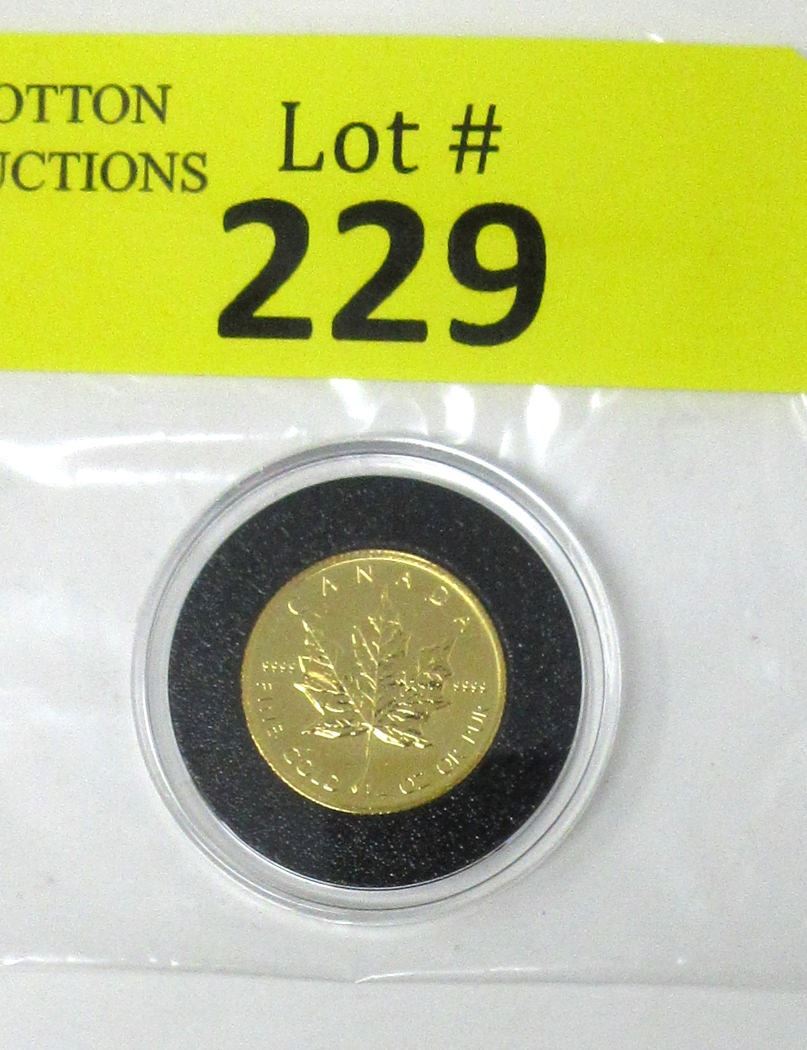 OTTON
UCTIONS
Lot #
229
CANADA
9999 9999
FINE GOLD OZ OR PUR